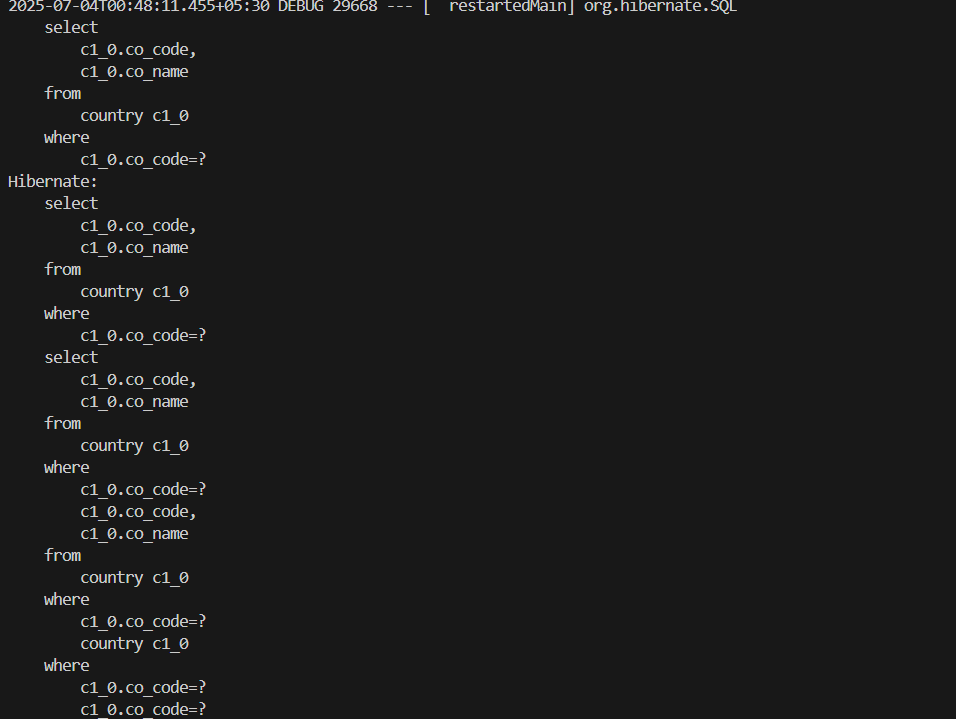 2025-07-04T00:48:11.455+05:30 DEBUG 29668 --- [  restartedMain] org.hibernate.SQL
    select
        c1_0.co_code,
        c1_0.co_name
    from
        country c1_0
    where
        c1_0.co_code=?
Hibernate:
    select
        c1_0.co_code,
        c1_0.co_name
    from
        country c1_0
    where
        c1_0.co_code=?
    select
        c1_0.co_code,
        c1_0.co_name
    from
        country c1_0
    where
        c1_0.co_code=?
        c1_0.co_code,
        c1_0.co_name
    from
        country c1_0
    where
        c1_0.co_code=?
        country c1_0
    where
        c1_0.co_code=?
        c1_0.co_code=?